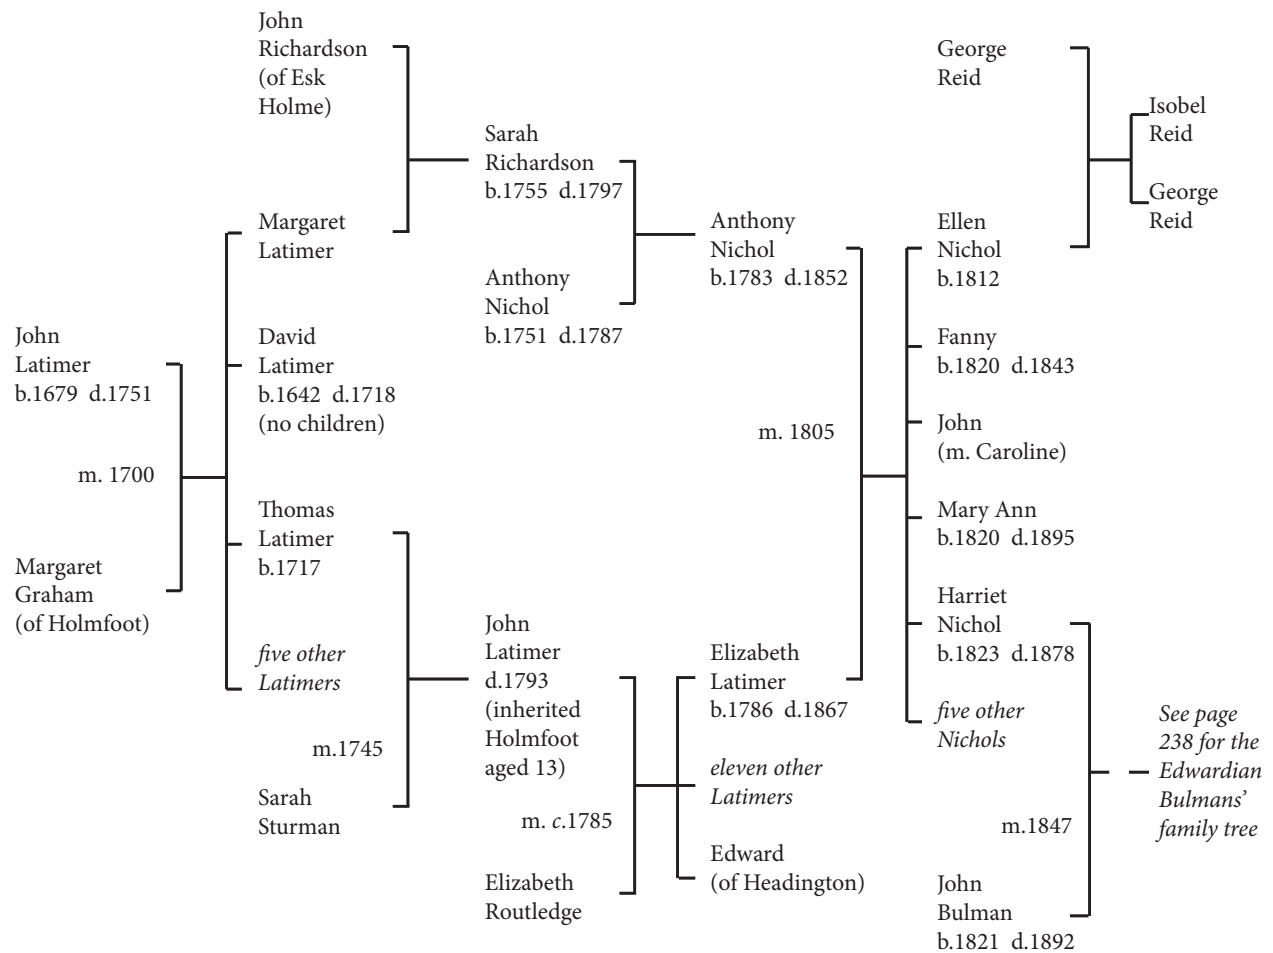 John
Richardson
(of Esk
Holme)
Margaret
Latimer
John
Latimer
b.1679 d.1751
m. 1700
Margaret
Graham
(of Holmfoot)
David
Latimer
b.1642 d.1718
(no children)
Thomas
Latimer
b.1717
five other
Latimers
m.1745
Sarah
Sturman
Sarah
Richardson
b.1755 d.1797
Anthony
Nichol
b.1751 d.1787
John
Latimer
d.1793
(inherited
Holmfoot
aged 13)
m. c.1785
Elizabeth
Routledge
Anthony
Nichol
b.1783 d.1852
m. 1805
Elizabeth
Latimer
b.1786 d.1867
eleven other
Latimers
Edward
(of Headington)
George
Reid
Ellen
Nichol
b.1812
Fanny
b.1820 d.1843
John
(m. Caroline)
Mary Ann
b.1820 d.1895
Harriet
Nichol
b.1823 d.1878
five other
Nichols
m.1847
John
Bulman
b.1821 d.1892
Isobel
Reid
George
Reid
See page
238 for the
Edwardian
Bulmans’
family tree